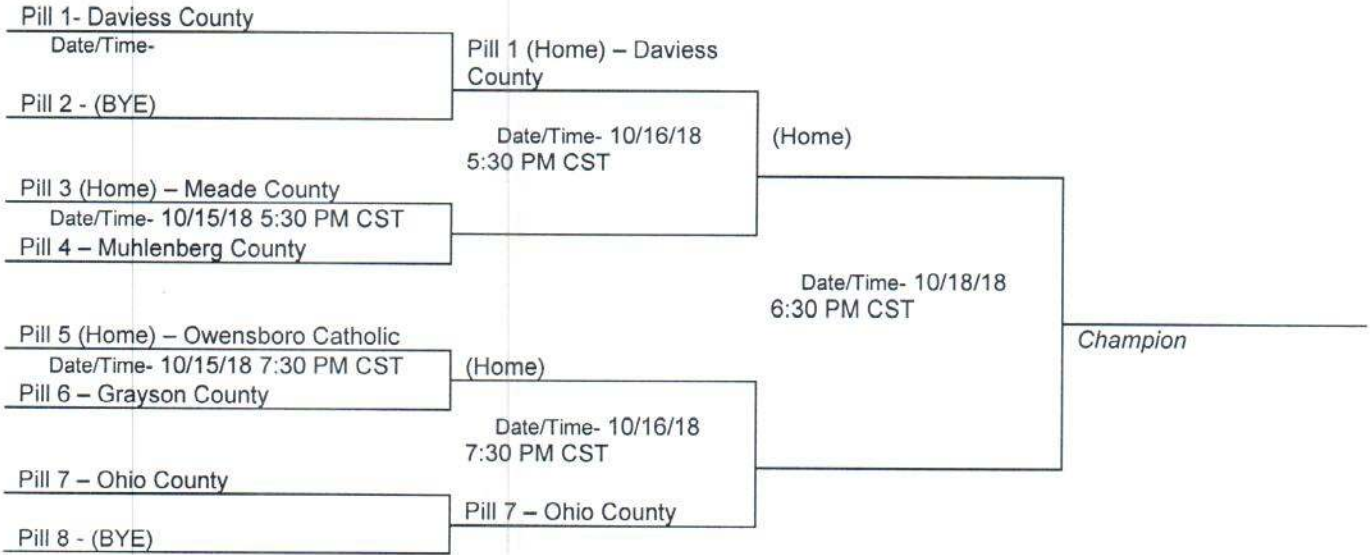 Pill 1- Daviess County
Date/Time-
Pill 2 - (BYE)
Pill 1 (Home) – Daviess
County
Date/Time- 10/16/18
5:30 PM CST
(Home)
Pill 3 (Home) – Meade County
Date/Time- 10/15/18 5:30 PM CST
Pill 4 – Muhlenberg County
Date/Time- 10/18/18
6:30 PM CST
Champion
Pill 5 (Home) – Owensboro Catholic
Date/Time- 10/15/18 7:30 PM CST
Pill 6 – Grayson County
(Home)
Date/Time- 10/16/18
7:30 PM CST
Pill 7 – Ohio County
Pill 8 - (BYE)
Pill 7 – Ohio County